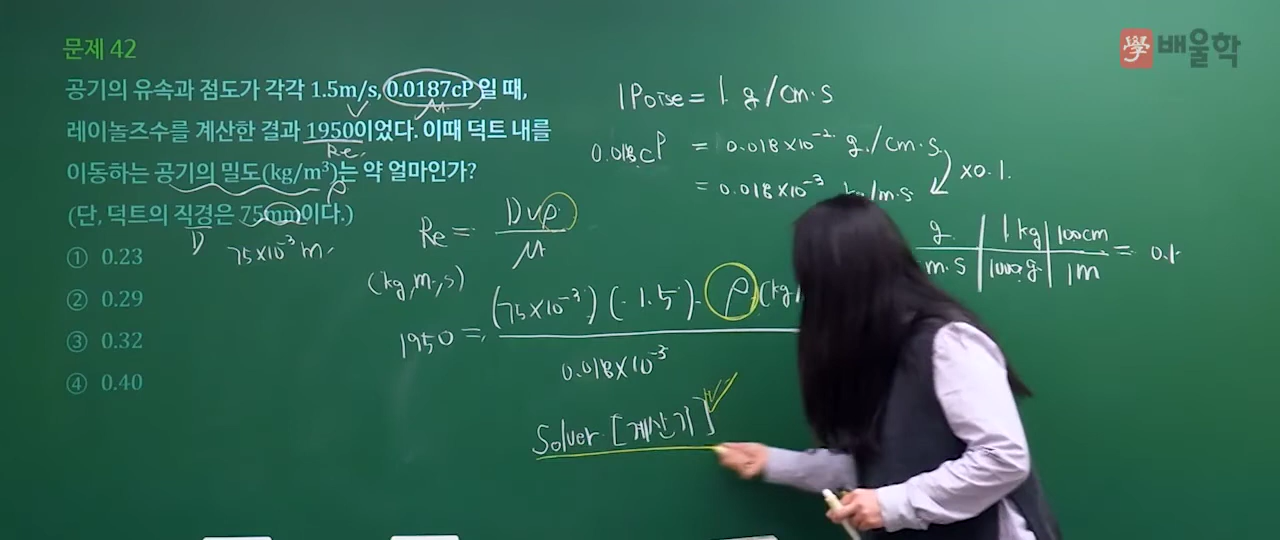 문제 42
공기의 유속과 점도가 각각 1.5m/s, 0.0187cP 일 때,
레이놀즈수를 계산한 결과 1950이었다. 이때 덕트 내를
이동하는 공기의 밀도(kg/m³)는 약 얼마인가?
(단, 덕트의 직경은 75mm이다.)
① 0.23
② 0.29
③ 0.32
④ 0.40
μ
Re
ρ
D 75×10⁻³ m
學 배울학
1Poise = 1 g/cm·s
0.018cP = 0.018×10⁻² g/cm·s
×0.1
= 0.018×10⁻³ kg/m·s
g | 1kg | 100cm
m·S | 1000g | 1m
= 0.1
Re = Dvρ
μ
(kg, m, s)
1950 = (75×10⁻³)(1.5)·ρ(kg/
0.018×10⁻³
Solver [계산기]